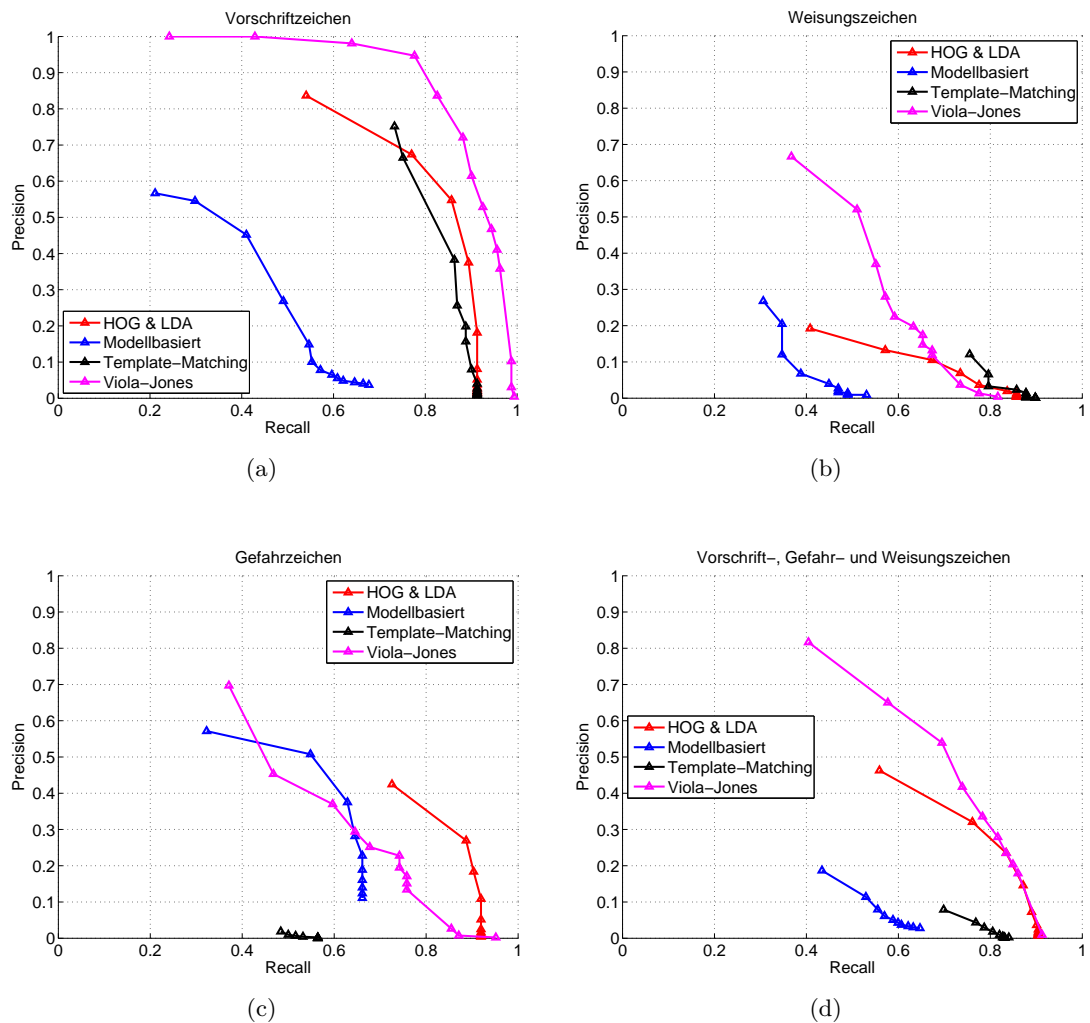 Vorschriftzeichen
1
0.9
0.8
0.7
0.6
0.5
0.4
0.3
0.2
0.1
0
Precision
HOG & LDA
Modellbasiert
Template−Matching
Viola−Jones
0 0.2 0.4 0.6 0.8 1
Recall
(a)
Weisungszeichen
1
0.9
0.8
0.7
0.6
0.5
0.4
0.3
0.2
0.1
0
Precision
HOG & LDA
Modellbasiert
Template−Matching
Viola−Jones
0 0.2 0.4 0.6 0.8 1
Recall
(b)
Gefahrzeichen
1
0.9
0.8
0.7
0.6
0.5
0.4
0.3
0.2
0.1
0
Precision
HOG & LDA
Modellbasiert
Template−Matching
Viola−Jones
0 0.2 0.4 0.6 0.8 1
Recall
(c)
Vorschrift−, Gefahr− und Weisungszeichen
1
0.9
0.8
0.7
0.6
0.5
0.4
0.3
0.2
0.1
0
Precision
HOG & LDA
Modellbasiert
Template−Matching
Viola−Jones
0 0.2 0.4 0.6 0.8 1
Recall
(d)